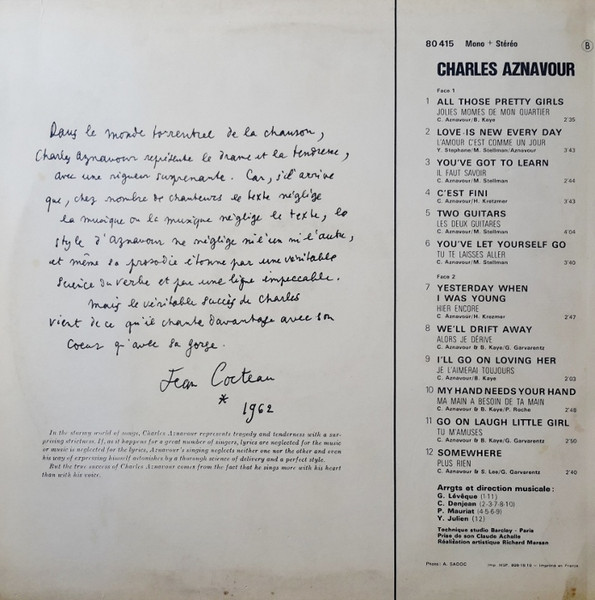 Dans le monde torrentiel de la chanson,
Charles Aznavour représente le drame et la tendresse,
avec une rigueur surprenante. Car, s'il arrive
que, chez nombre de chanteurs le texte néglige
la musique ou la musique néglige le texte, le
style d'Aznavour ne néglige ni l'un ni l'autre,
et même sa prosodie étonne par une véritable
science du verbe et par une ligne impeccable.
Mais le véritable succès de Charles
vient de ce qu'il chante davantage avec son
coeur qu'avec sa gorge.
Jean Cocteau
*
1962
In the stormy world of songs, Charles Aznavour represents tragedy and tenderness with a sur-
prising strictness. If, as it happens for a great number of singers, lyrics are neglected for the music
or music is neglected for the lyrics, Aznavour's singing neglects neither one nor the other and even
his way of expressing himself astonishes by a thorough science of delivery and a perfect style.
But the true success of Charles Aznavour comes from the fact that he sings more with his heart
than with his voice.
80 415 Mono + Stéréo B
CHARLES AZNAVOUR
Face 1
1 ALL THOSE PRETTY GIRLS
JOLIES MOMES DE MON QUARTIER
C. Aznavour/B. Kaye
2 LOVE IS NEW EVERY DAY
L'AMOUR C'EST COMME UN JOUR
Y. Stephane/M. Stellman/Aznavour 3'43
3 YOU'VE GOT TO LEARN
IL FAUT SAVOIR
C. Aznavour/M. Stellman 2'44
4 C'EST FINI
C. Aznavour/H. Kretzmer 3'43
5 TWO GUITARS
LES DEUX GUITARES
C. Aznavour/M. Stellman 4'04
6 YOU'VE LET YOURSELF GO
TU TE LAISSES ALLER
C. Aznavour/M. Stellman 3'40
Face 2
7 YESTERDAY WHEN
I WAS YOUNG
HIER ENCORE
C. Aznavour/H. Kraemer 2'47
8 WE'LL DRIFT AWAY
ALORS JE DÉRIVE
C. Aznavour & B. Kaye/G. Garvarentz
9 I'LL GO ON LOVING HER
JE L'AIMERAI TOUJOURS
C. Aznavour/B. Kaye 2'03
10 MY HAND NEEDS YOUR HAND
MA MAIN A BESOIN DE TA MAIN
C. Aznavour & B. Kaye/P. Roche 2'48
11 GO ON LAUGH LITTLE GIRL
TU M'AMUSES
C. Aznavour & B. Kaye/G. Garvarentz
12 SOMEWHERE
PLUS RIEN
C. Aznavour & S. Lee/G. Garvarentz 2'40
Arrgts et direction musicale :
G. Lévêque (1-11)
C. Denjean (2-3-7-8-10)
P. Mauriat (4-5-6-9)
Y. Julien (12)
Technique studio Barclay - Paris
Prise de son Claude Achalle
Réalisation artistique Richard Marsan
Photo : A. SADOC
Imprimé en France